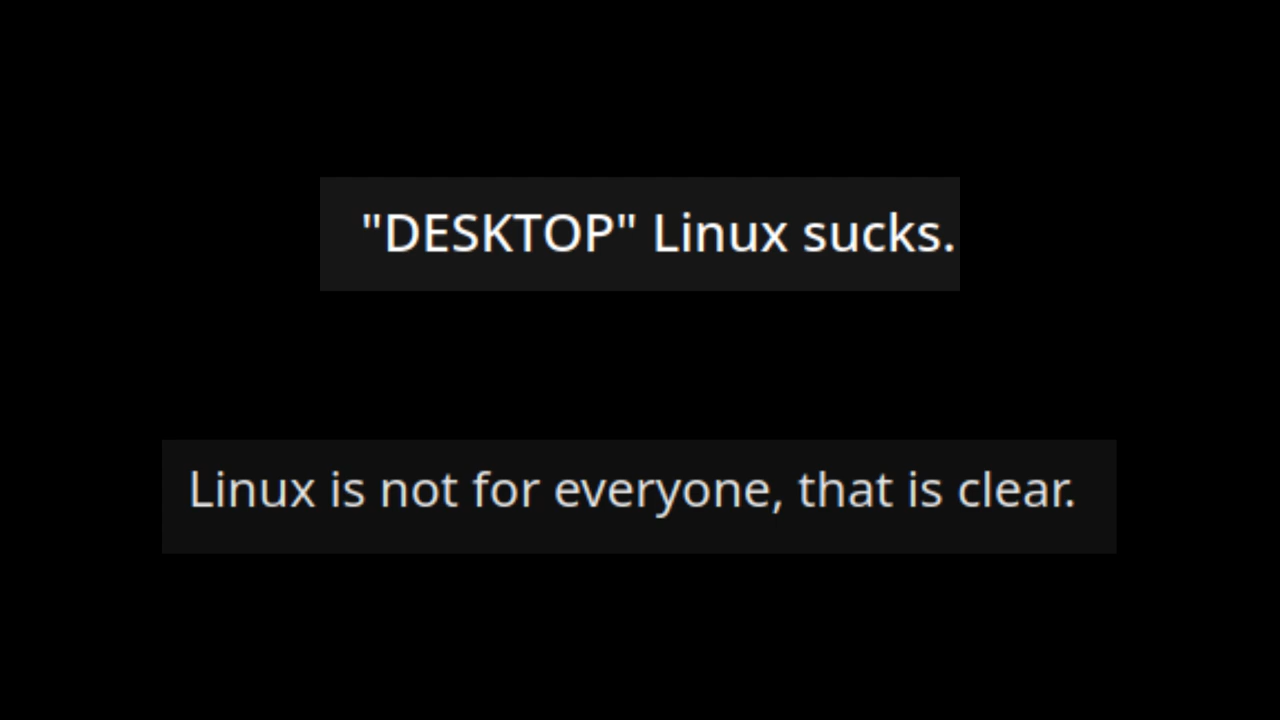 "DESKTOP" Linux sucks.
Linux is not for everyone, that is clear.